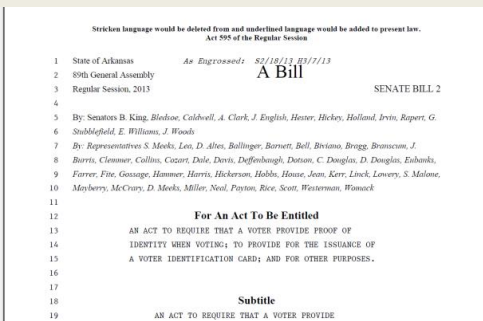 Stricken language would be deleted from and underlined language would be added to present law.
Act 595 of the Regular Session
1 State of Arkansas As Engrossed: S2/18/13 H3/7/13
2 89th General Assembly A Bill
3 Regular Session, 2013 SENATE BILL 2
4
5 By: Senators B. King, Bledsoe, Caldwell, A. Clark, J. English, Hester, Hickey, Holland, Irvin, Rapert, G.
6 Stubblefield, E. Williams, J. Woods
7 By: Representatives S. Meeks, Lea, D. Altes, Ballinger, Barnett, Bell, Biviano, Bragg, Branscum, J.
8 Burris, Clemmer, Collins, Cozart, Dale, Davis, Deffenbaugh, Dotson, C. Douglas, D. Douglas, Eubanks,
9 Farrer, Fite, Gossage, Hammer, Harris, Hickerson, Hobbs, House, Jean, Kerr, Linck, Lowery, S. Malone,
10 Mayberry, McCrary, D. Meeks, Miller, Neal, Payton, Rice, Scott, Westerman, Womack
11
12 For An Act To Be Entitled
13 AN ACT TO REQUIRE THAT A VOTER PROVIDE PROOF OF
14 IDENTITY WHEN VOTING; TO PROVIDE FOR THE ISSUANCE OF
15 A VOTER IDENTIFICATION CARD; AND FOR OTHER PURPOSES.
16
17
18 Subtitle
19 AN ACT TO REQUIRE THAT A VOTER PROVIDE